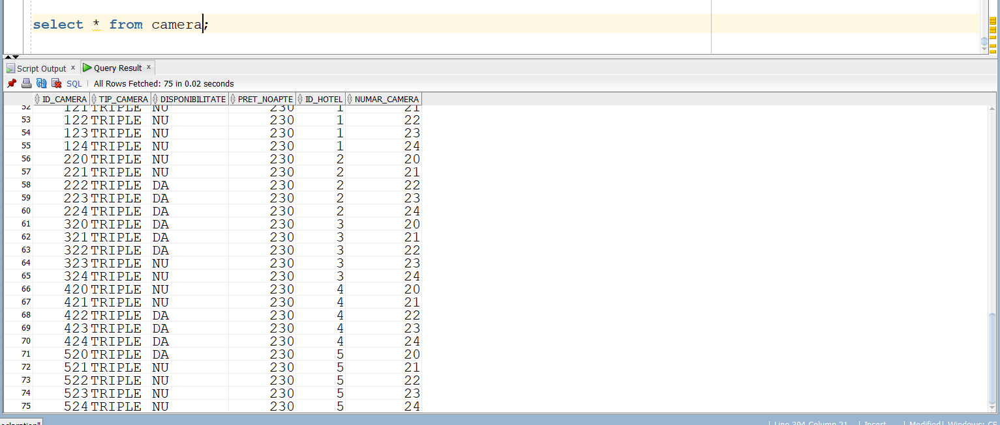 select * from camera;
Script Output x Query Result x
SQL | All Rows Fetched: 75 in 0.02 seconds
ID_CAMERA TIP_CAMERA DISPONIBILITATE PRET_NOAPTE ID_HOTEL NUMAR_CAMERA
52 121 TRIPLE NU 230 1 21
53 122 TRIPLE NU 230 1 22
54 123 TRIPLE NU 230 1 23
55 124 TRIPLE NU 230 1 24
56 220 TRIPLE NU 230 2 20
57 221 TRIPLE NU 230 2 21
58 222 TRIPLE DA 230 2 22
59 223 TRIPLE DA 230 2 23
60 224 TRIPLE DA 230 2 24
61 320 TRIPLE DA 230 3 20
62 321 TRIPLE DA 230 3 21
63 322 TRIPLE DA 230 3 22
64 323 TRIPLE NU 230 3 23
65 324 TRIPLE NU 230 3 24
66 420 TRIPLE NU 230 4 20
67 421 TRIPLE NU 230 4 21
68 422 TRIPLE DA 230 4 22
69 423 TRIPLE DA 230 4 23
70 424 TRIPLE DA 230 4 24
71 520 TRIPLE DA 230 5 20
72 521 TRIPLE NU 230 5 21
73 522 TRIPLE NU 230 5 22
74 523 TRIPLE NU 230 5 23
75 524 TRIPLE NU 230 5 24
| Line 394 Column 21 | Insert | Modified | Windows: